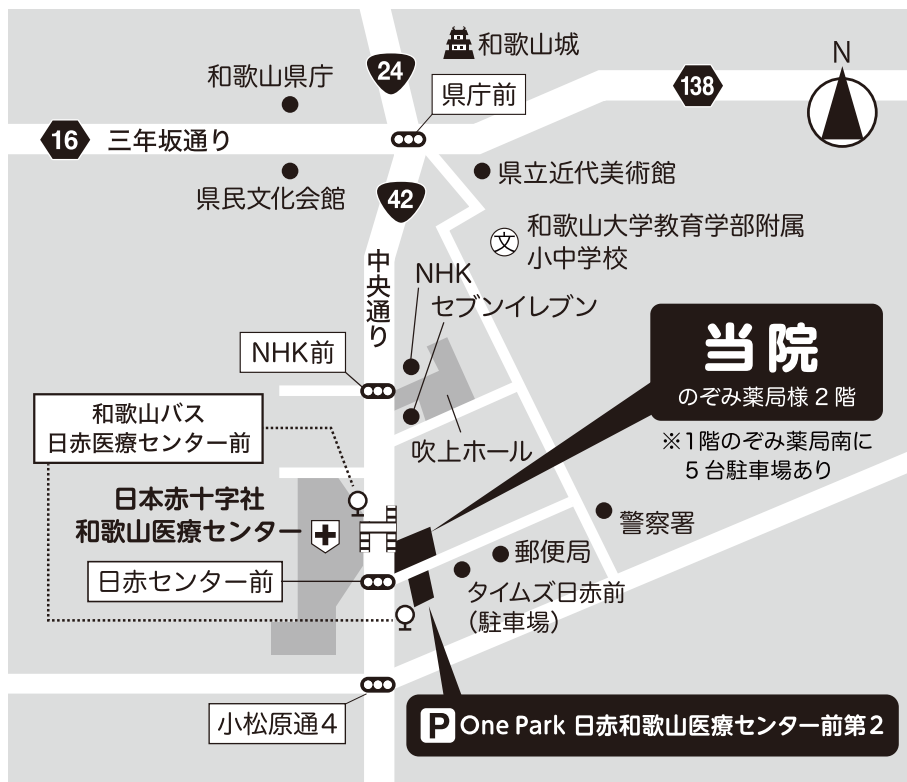 和歌山城
N
和歌山県庁
24
県庁前
138
16
三年坂通り
県立近代美術館
県民文化会館
42
文
和歌山大学教育学部附属
小中学校
中央通り
NHK
セブンイレブン
NHK前
当院
のぞみ薬局様2階
※1階のぞみ薬局南に
5台駐車場あり
和歌山バス
日赤医療センター前
吹上ホール
日本赤十字社
和歌山医療センター
警察署
郵便局
日赤センター前
タイムズ日赤前
（駐車場）
小松原通4
P One Park 日赤和歌山医療センター前第2